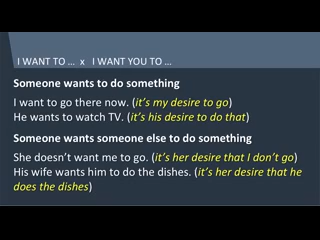 I WANT TO … x I WANT YOU TO …
Someone wants to do something
I want to go there now. (it’s my desire to go)
He wants to watch TV. (it’s his desire to do that)
Someone wants someone else to do something
She doesn’t want me to go. (it’s her desire that I don’t go)
His wife wants him to do the dishes. (it’s her desire that he
does the dishes)